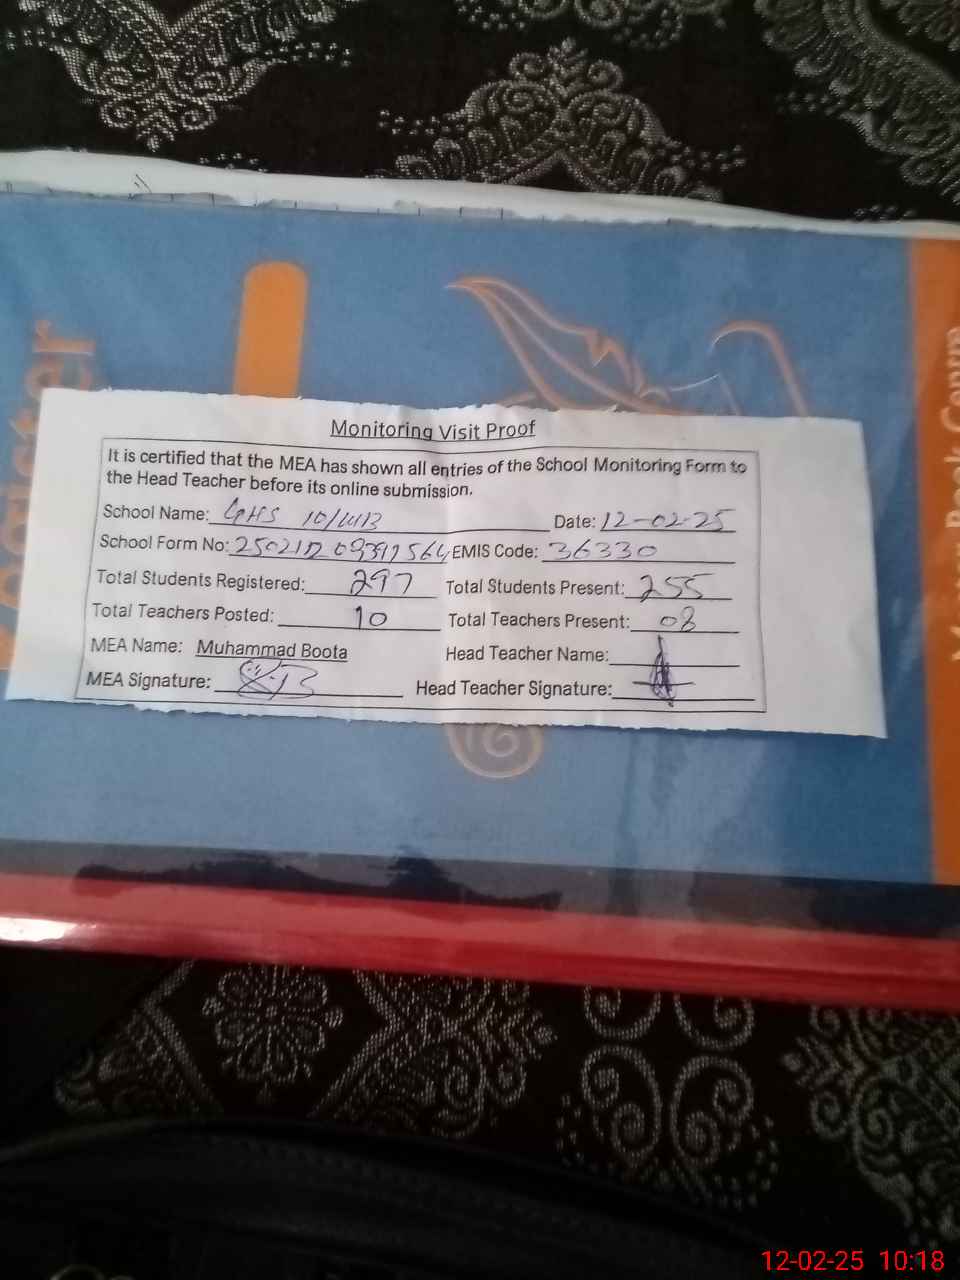 Monitoring Visit Proof
It is certified that the MEA has shown all entries of the School Monitoring Form to
the Head Teacher before its online submission.
School Name: GHS 10/WB Date: 12-02-25
School Form No: EMIS Code: 36330
Total Students Registered: 297 Total Students Present: 255
Total Teachers Posted: 10 Total Teachers Present: 08
MEA Name: Muhammad Boota Head Teacher Name:
MEA Signature: Head Teacher Signature:
12-02-25 10:18